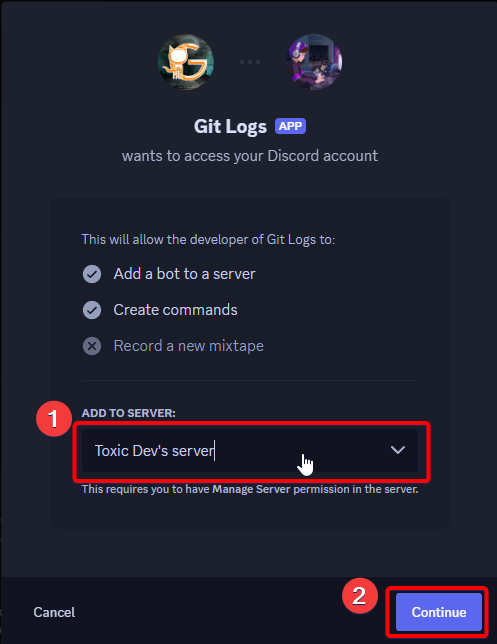 Git Logs APP
wants to access your Discord account
This will allow the developer of Git Logs to:
Add a bot to a server
Create commands
Record a new mixtape
1
ADD TO SERVER:
Toxic Dev's server
This requires you to have Manage Server permission in the server.
2
Cancel
Continue